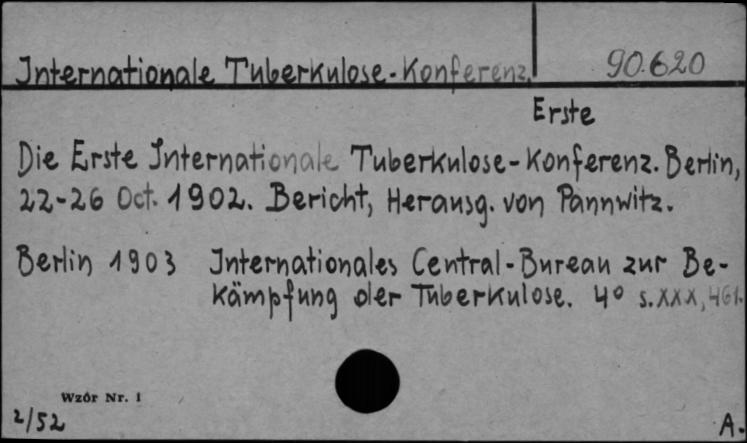 Internationale Tuberkulose-Konferenz. 90.620
Erste
Die Erste Internationale Tuberkulose-Konferenz. Berlin,
22-26 Oct. 1902. Bericht, Herausg. von Pannwitz.
Berlin 1903 Internationales Central-Bureau zur Be-
kämpfung der Tuberkulose. 4° s.xxx,461.
Wzór Nr. 1
2/52 A.